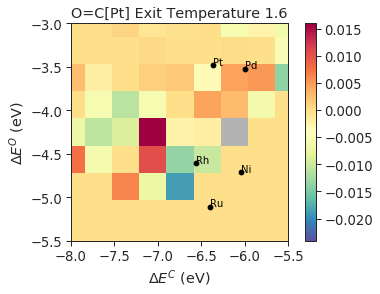 O=C[Pt] Exit Temperature 1.6
−3.0
−3.5
−4.0
−4.5
−5.0
−5.5
ΔE^O (eV)
Pt
Pd
Rh
Ni
Ru
−8.0 −7.5 −7.0 −6.5 −6.0 −5.5
ΔE^C (eV)
0.015
0.010
0.005
0.000
−0.005
−0.010
−0.015
−0.020